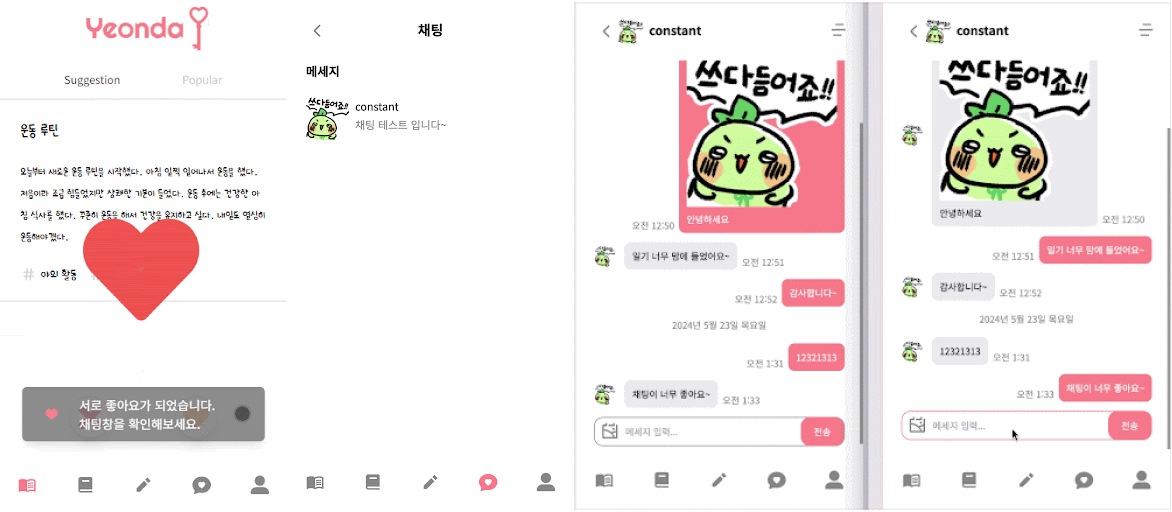 Yeonda
Suggestion
Popular
운동 루틴
오늘부터 새로운 운동 루틴을 시작했다. 아침 일찍 일어나서 운동을 했다.
처음이라 조금 힘들었지만 상쾌한 기분이 들었다. 운동 후에는 건강한 아
침 식사를 했다. 꾸준히 운동을 해서 건강을 유지하고 싶다. 내일도 열심히
운동해야겠다.
# 야외 활동
서로 좋아요가 되었습니다.
채팅창을 확인해보세요.
채팅
메세지
쓰다듬어죠!!
constant
채팅 테스트 입니다~
constant
쓰다듬어죠!!
안녕하세요
오전 12:50
일기 너무 맘에 들었어요~
오전 12:51
오전 12:52
감사합니다~
2024년 5월 23일 목요일
오전 1:31
12321313
채팅이 너무 좋아요~
오전 1:33
메세지 입력...
전송
constant
쓰다듬어죠!!
안녕하세요
오전 12:50
오전 12:51
일기 너무 맘에 들었어요~
감사합니다~
오전 12:52
2024년 5월 23일 목요일
12321313
오전 1:31
오전 1:33
채팅이 너무 좋아요~
메세지 입력...
전송